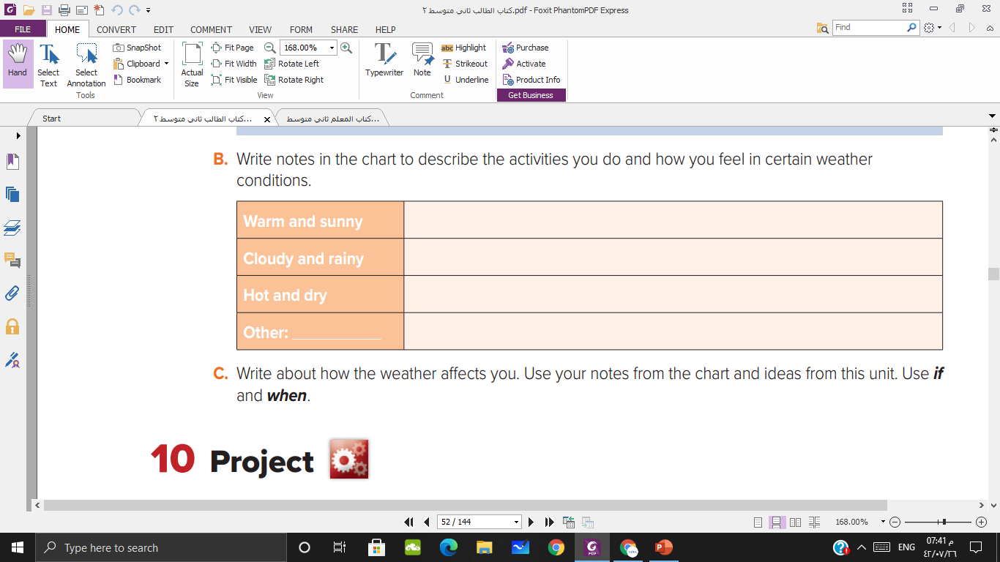 كتاب الطالب ثاني متوسط ٢.pdf - Foxit PhantomPDF Express
FILE HOME CONVERT EDIT COMMENT VIEW FORM SHARE HELP Find
Hand
Select Text
Select Annotation
SnapShot
Clipboard
Bookmark
Tools
Actual Size
Fit Page
Fit Width
Fit Visible
168.00%
Rotate Left
Rotate Right
View
Typewriter
Note
abc Highlight
T Strikeout
U Underline
Comment
Purchase
Activate
Product Info
Get Business
Start
كتاب الطالب ثاني متوسط ٢...
كتاب المعلم ثاني متوسط...
B. Write notes in the chart to describe the activities you do and how you feel in certain weather
conditions.
Warm and sunny
Cloudy and rainy
Hot and dry
Other: ____________
C. Write about how the weather affects you. Use your notes from the chart and ideas from this unit. Use if
and when.
10 Project
52 / 144
168.00%
Type here to search
PDF
ENG
07:41 م
٤٢/٠٧/٢٦